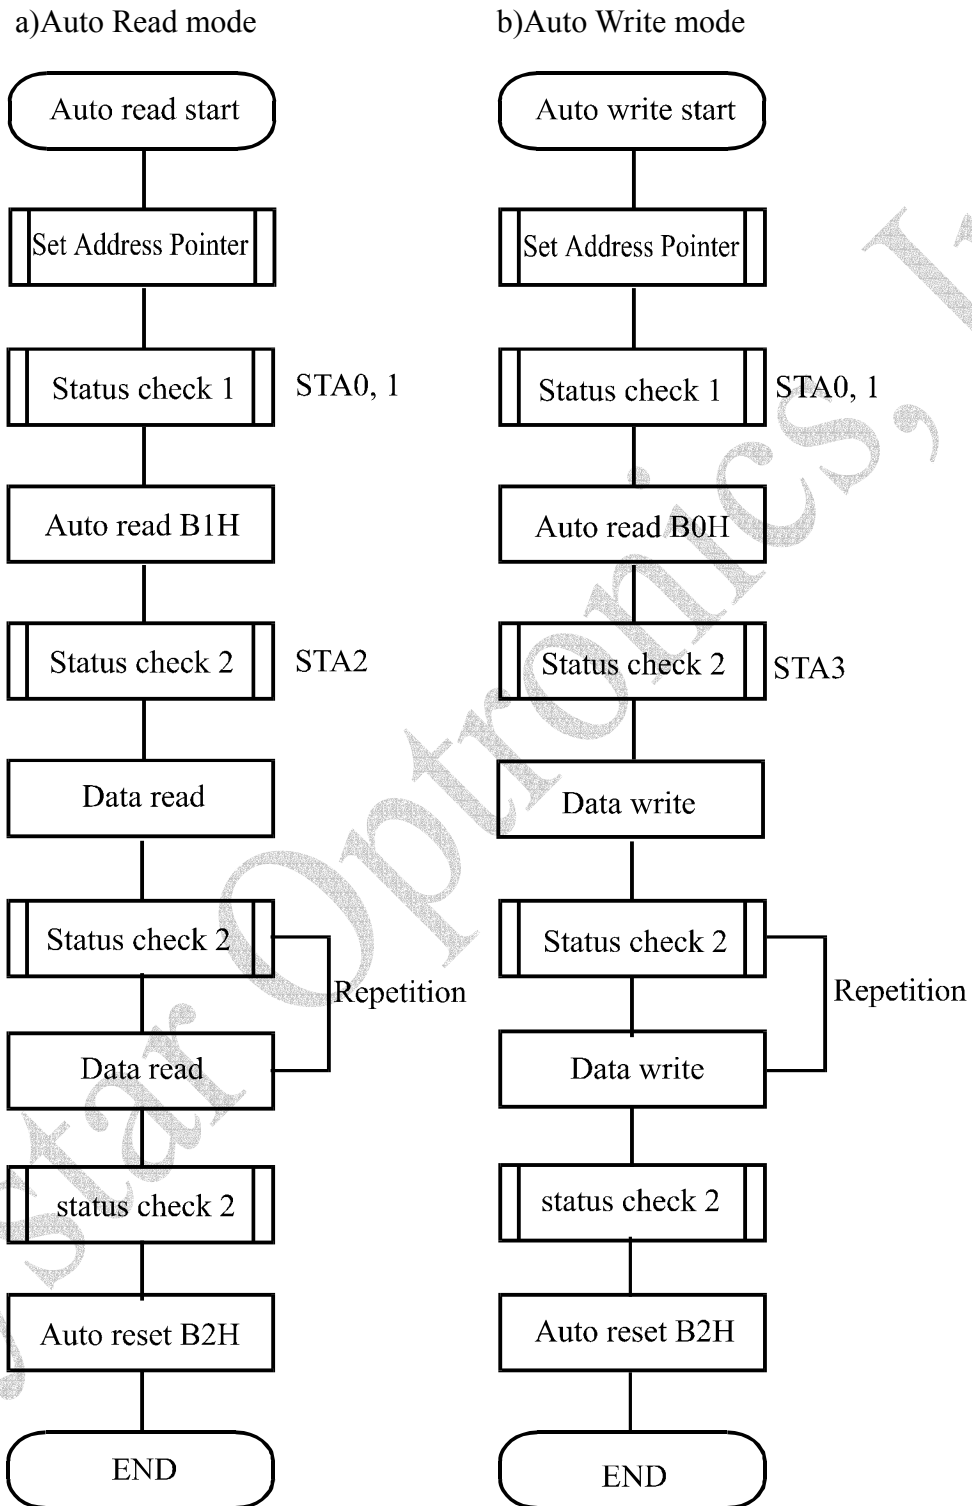 a)Auto Read mode
Auto read start
Set Address Pointer
Status check 1
STA0, 1
Auto read B1H
Status check 2
STA2
Data read
Status check 2
Repetition
Data read
status check 2
Auto reset B2H
END
b)Auto Write mode
Auto write start
Set Address Pointer
Status check 1
STA0, 1
Auto read B0H
Status check 2
STA3
Data write
Status check 2
Repetition
Data write
status check 2
Auto reset B2H
END
star Optronics,